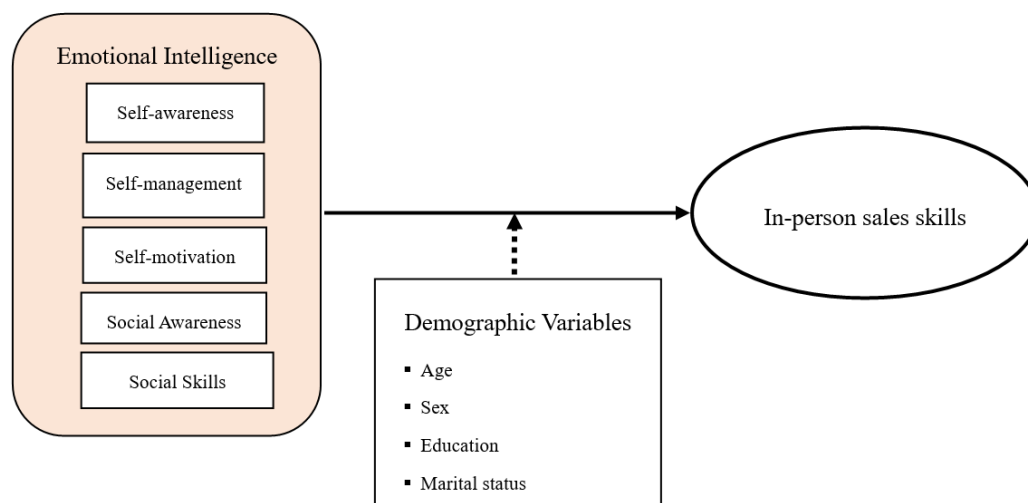 Emotional Intelligence
Self-awareness
Self-management
Self-motivation
Social Awareness
Social Skills
In-person sales skills
Demographic Variables
▪ Age
▪ Sex
▪ Education
▪ Marital status